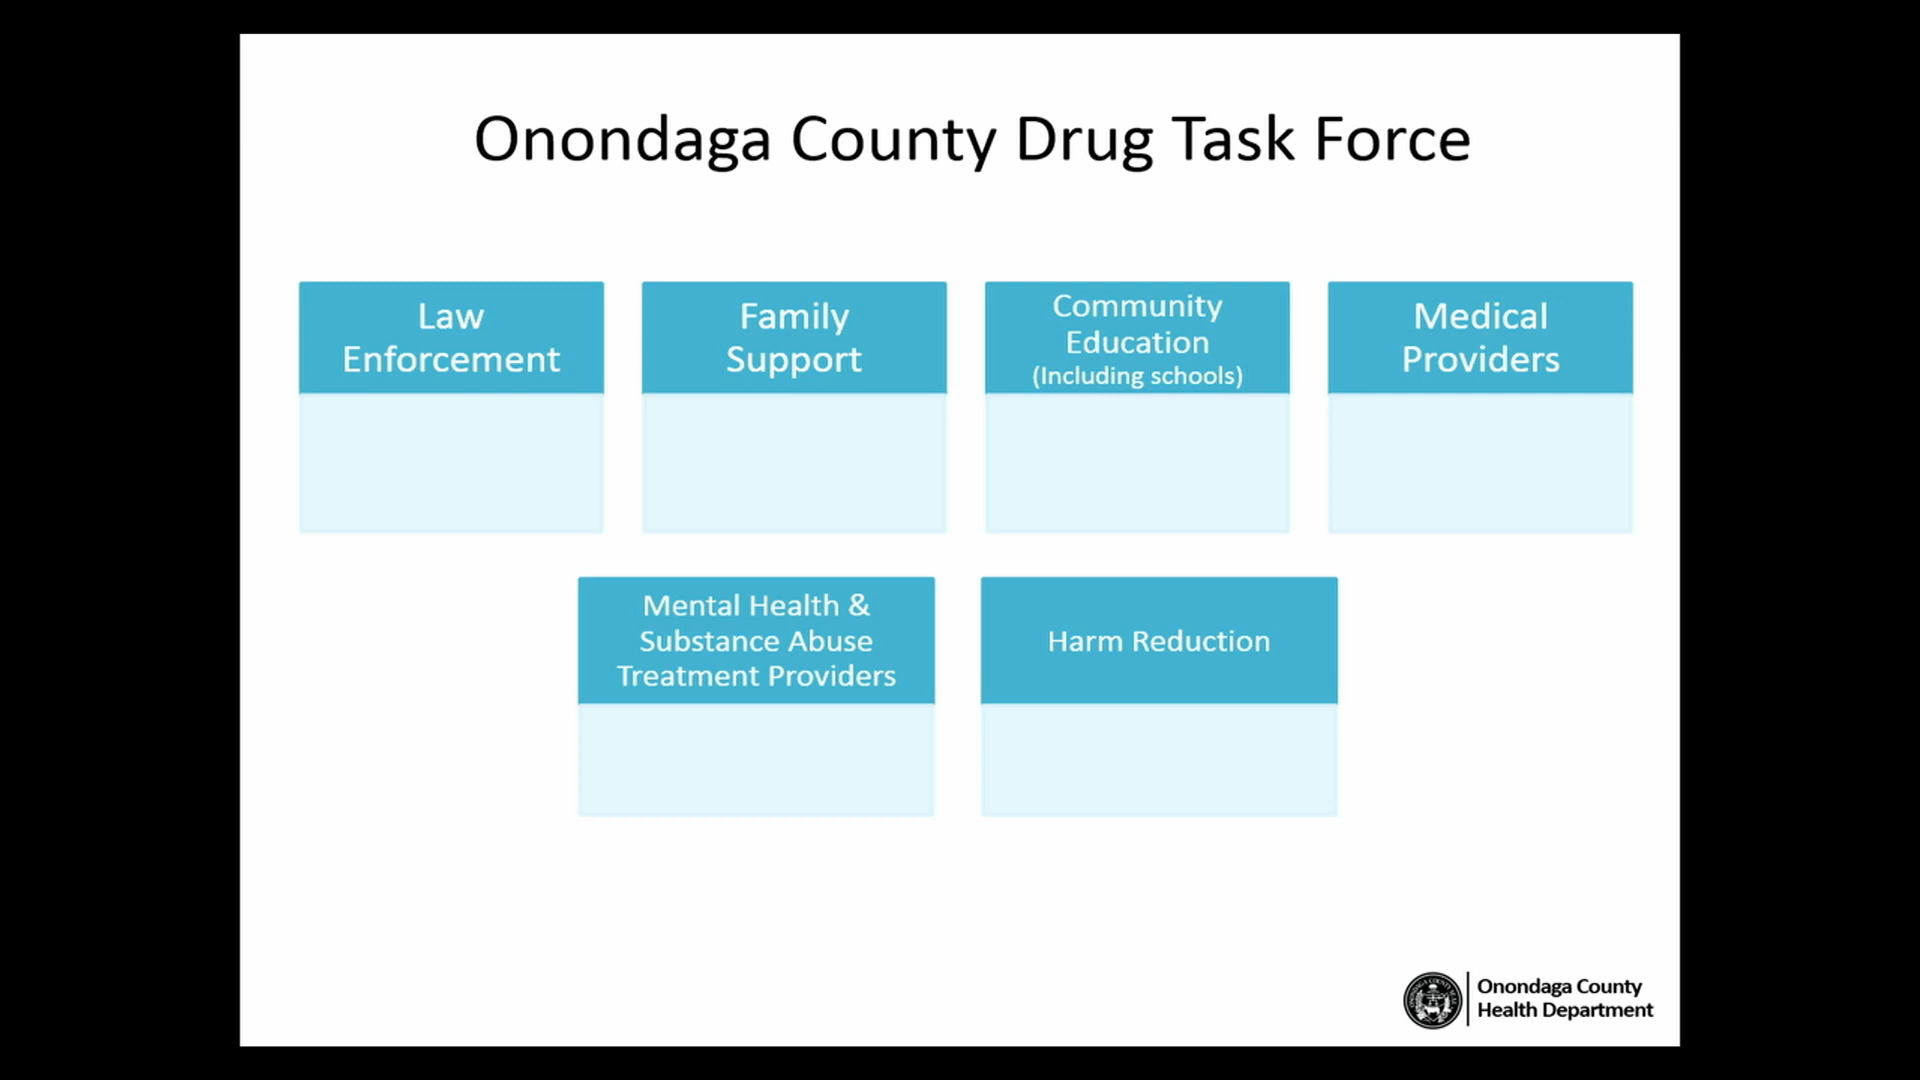 Onondaga County Drug Task Force
Law
Enforcement
Family
Support
Community
Education
(Including schools)
Medical
Providers
Mental Health &
Substance Abuse
Treatment Providers
Harm Reduction
Onondaga County
Health Department